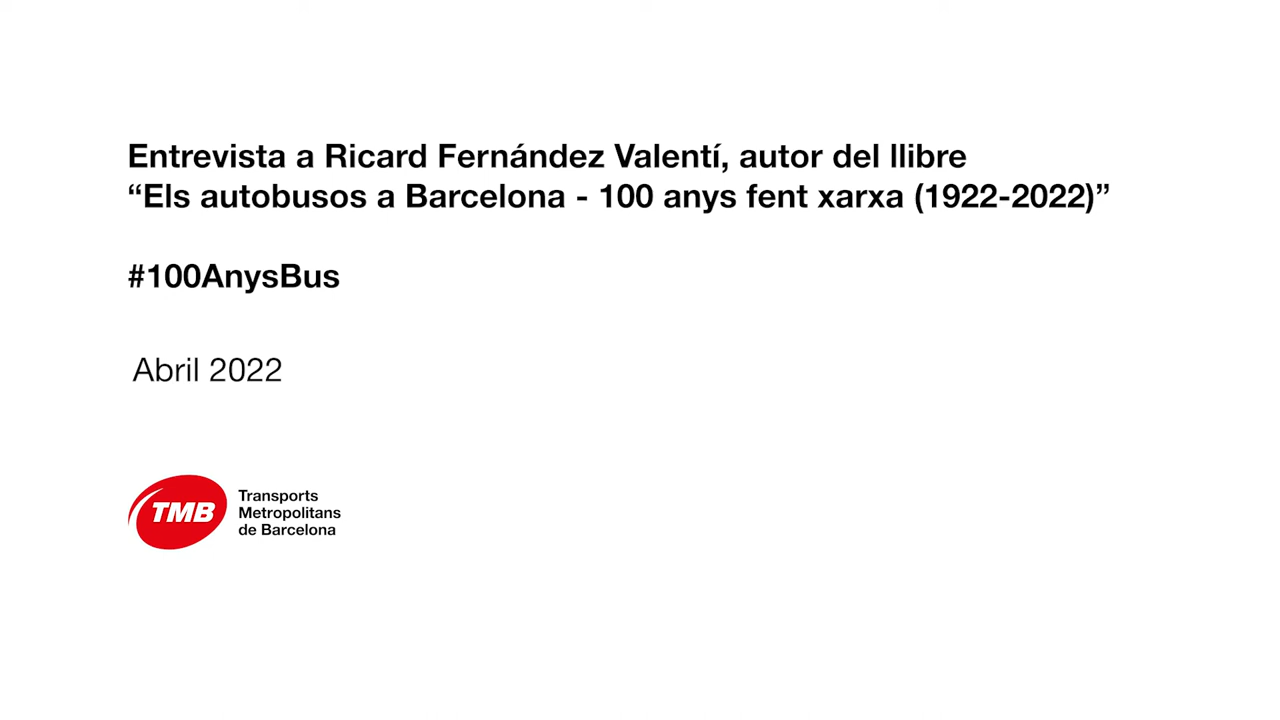 Entrevista a Ricard Fernández Valentí, autor del llibre
“Els autobusos a Barcelona - 100 anys fent xarxa (1922-2022)”
#100AnysBus
Abril 2022
TMB
Transports
Metropolitans
de Barcelona